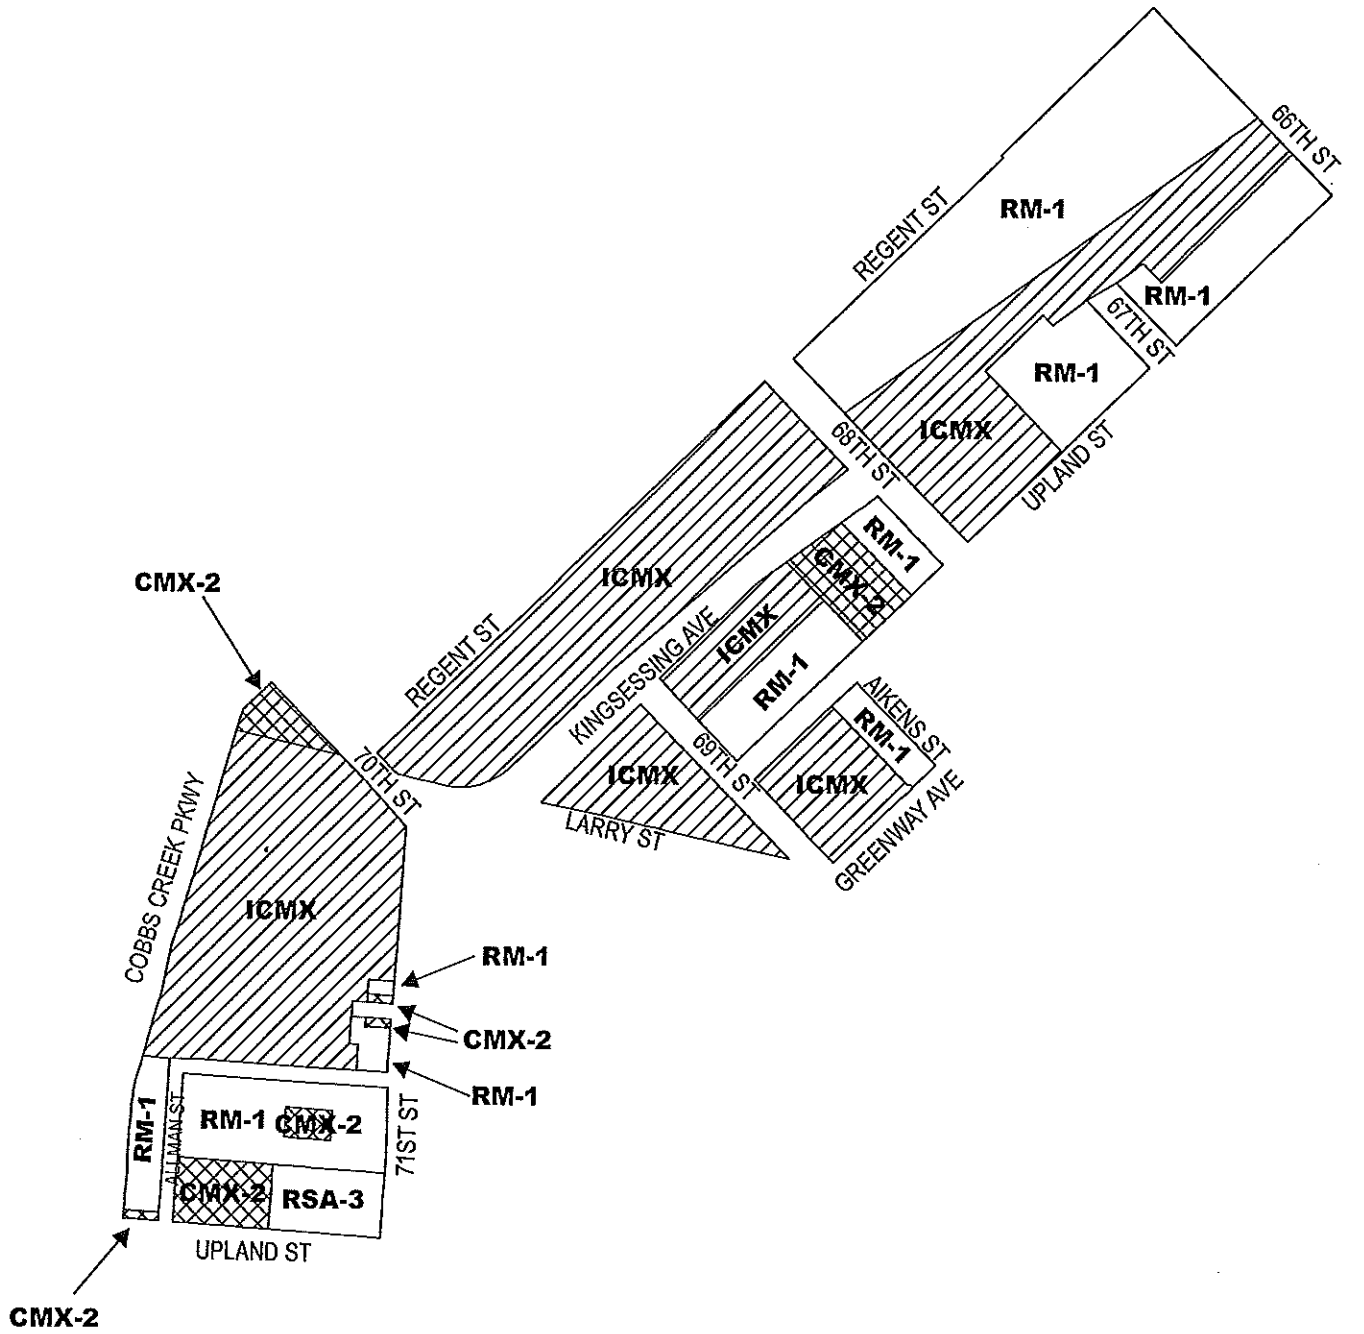 66TH ST
RM-1
REGENT ST
RM-1
67TH ST
RM-1
ICMX
68TH ST
UPLAND ST
RM-1
CMX-2
ICMX
CMX-2
ICMX
RM-1
REGENT ST
KINGSESSING AVE
AIKENS ST
RM-1
69TH ST
ICMX
ICMX
70TH ST
LARRY ST
GREENWAY AVE
COBBS CREEK PKWY
ICMX
RM-1
CMX-2
RM-1
RM-1
ALLMAN ST
RM-1
CMX-2
71ST ST
CMX-2
RSA-3
UPLAND ST
CMX-2